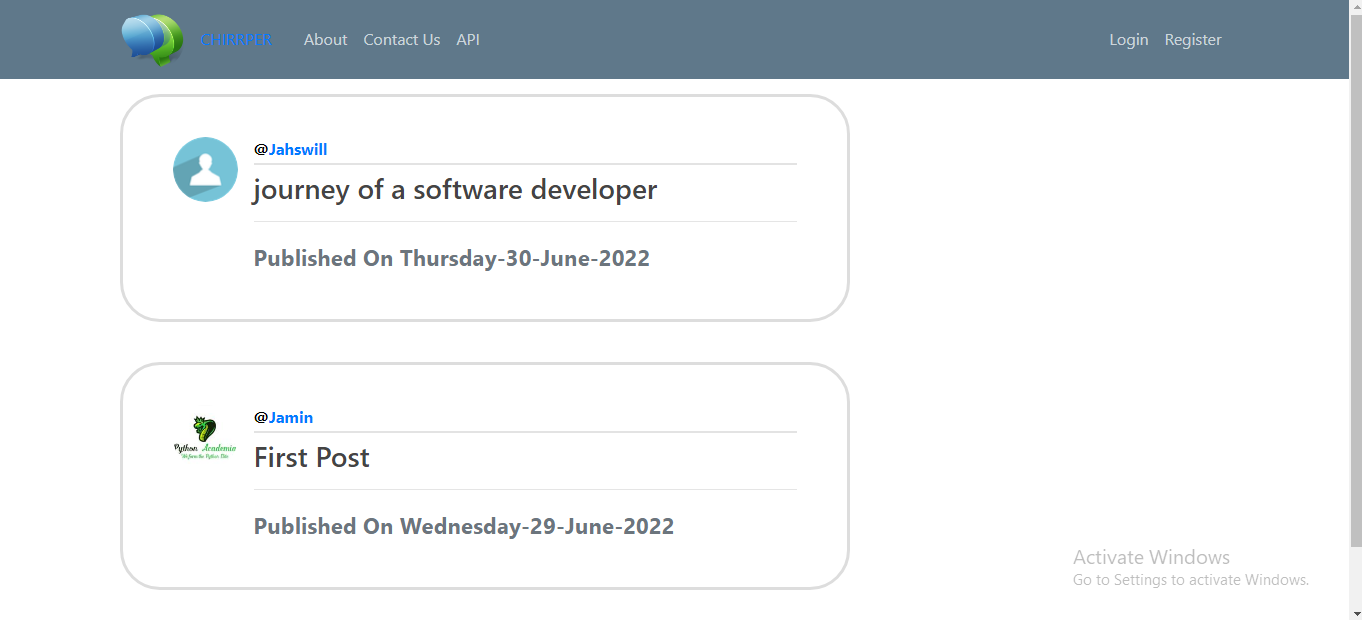 CHIRRPER About Contact Us API Login Register
@Jahswill
journey of a software developer
Published On Thursday-30-June-2022
@Jamin
Python Academia
First Post
Published On Wednesday-29-June-2022
Activate Windows
Go to Settings to activate Windows.